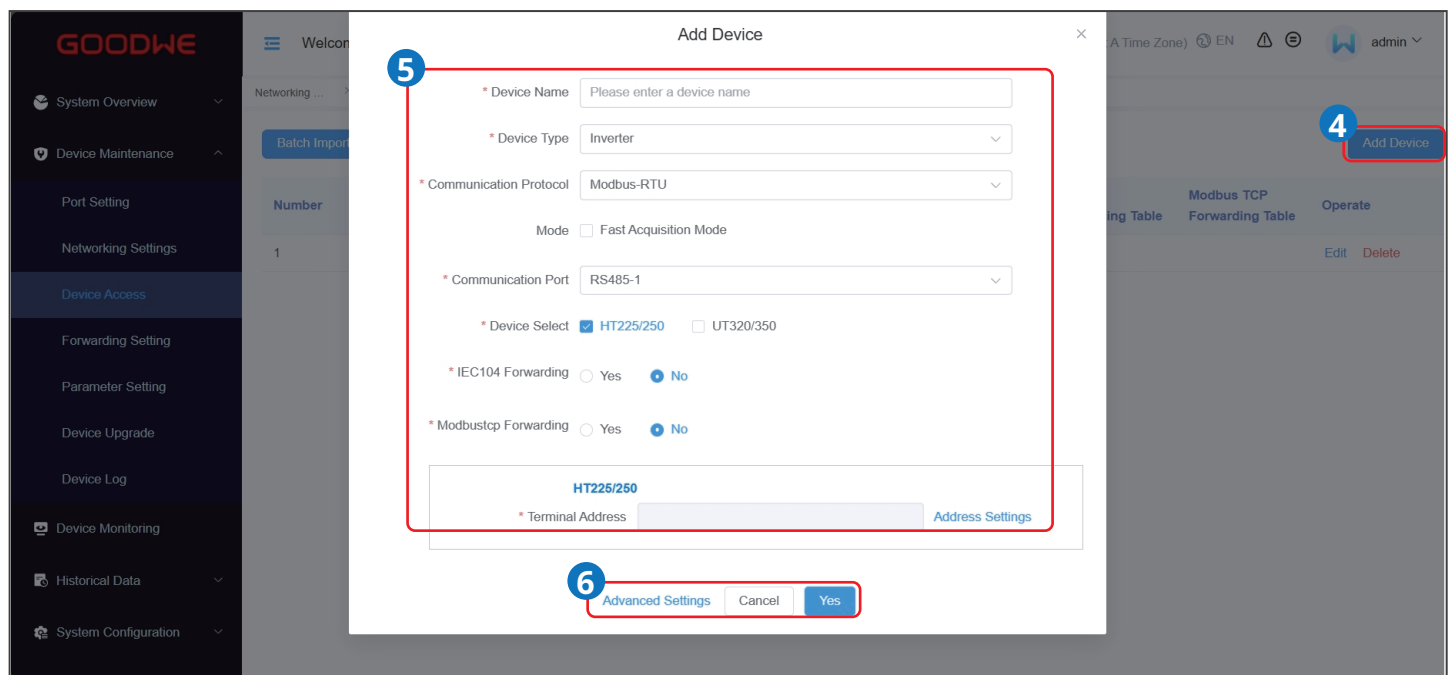 GOODWE
Welcon
Add Device
×
A Time Zone) EN
admin
System Overview
Device Maintenance
Port Setting
Networking Settings
Device Access
Forwarding Setting
Parameter Setting
Device Upgrade
Device Log
Device Monitoring
Historical Data
System Configuration
Networking ...
Batch Import
4
Add Device
Number
ing Table
Modbus TCP
Forwarding Table
Operate
1
Edit Delete
5
* Device Name Please enter a device name
* Device Type Inverter
* Communication Protocol Modbus-RTU
Mode Fast Acquisition Mode
* Communication Port RS485-1
* Device Select HT225/250 UT320/350
* IEC104 Forwarding Yes No
* Modbustcp Forwarding Yes No
HT225/250
* Terminal Address Address Settings
6
Advanced Settings Cancel Yes